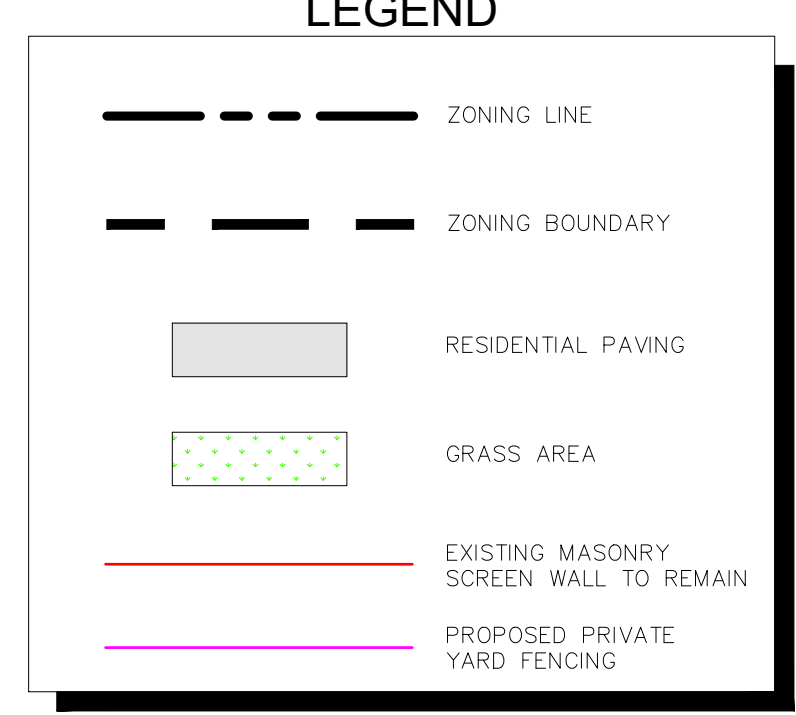 LEGEND
ZONING LINE
ZONING BOUNDARY
RESIDENTIAL PAVING
GRASS AREA
EXISTING MASONRY
SCREEN WALL TO REMAIN
PROPOSED PRIVATE
YARD FENCING